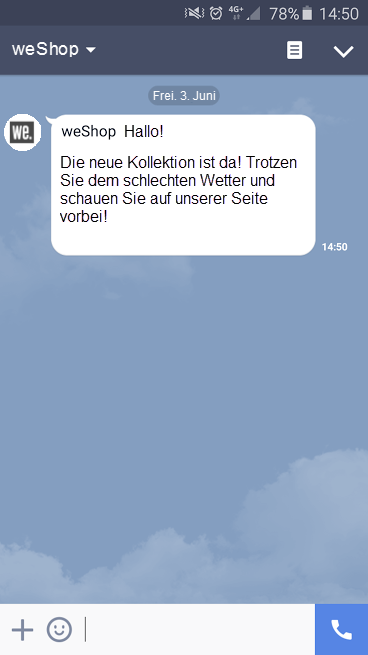 4G+ 78% 14:50
weShop
Frei. 3. Juni
we.
weShop Hallo!
Die neue Kollektion ist da! Trotzen
Sie dem schlechten Wetter und
schauen Sie auf unserer Seite
vorbei!
14:50